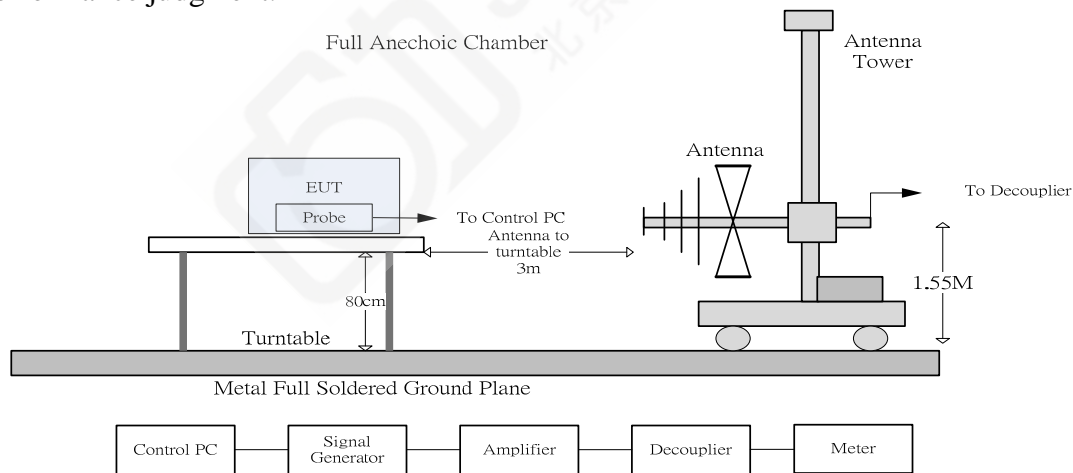 Full Anechoic Chamber
Antenna
Tower
Antenna
EUT
Probe
To Control PC
To Decouplier
Antenna to
turntable
3m
80cm
1.55M
Turntable
Metal Full Soldered Ground Plane
Control PC
Signal
Generator
Amplifier
Decouplier
Meter